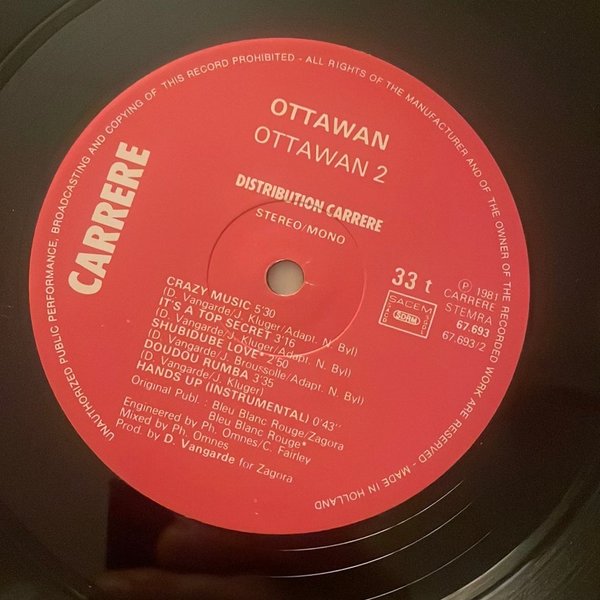 UNAUTHORIZED PUBLIC PERFORMANCE, BROADCASTING AND COPYING OF THIS RECORD PROHIBITED - ALL RIGHTS OF THE MANUFACTURER AND OF THE OWNER OF THE RECORDED WORK ARE RESERVED - MADE IN HOLLAND
CARRERE
OTTAWAN
OTTAWAN 2
DISTRIBUTION CARRERE
STEREO/MONO
33 t
SACEM
SDRM
SACD
SGDL
℗ 1981
CARRERE
STEMRA
67.693
67.693/2
CRAZY MUSIC 5'30
(D. Vangarde/J. Kluger/Adapt. N. Byl)
IT'S A TOP SECRET 3'16
(D. Vangarde/J. Kluger/Adapt. N. Byl)
SHUBIDUBE LOVE* 2'50
(D. Vangarde/J. Broussolle/Adapt. N. Byl)
DOUDOU RUMBA 3'35
(D. Vangarde/J. Kluger)
HANDS UP (INSTRUMENTAL) 0'43"
Original Publ.: Bleu Blanc Rouge/Zagora
Bleu Blanc Rouge*
Engineered by Ph. Omnes/C. Fairley
Mixed by Ph. Omnes
Prod. by D. Vangarde for Zagora